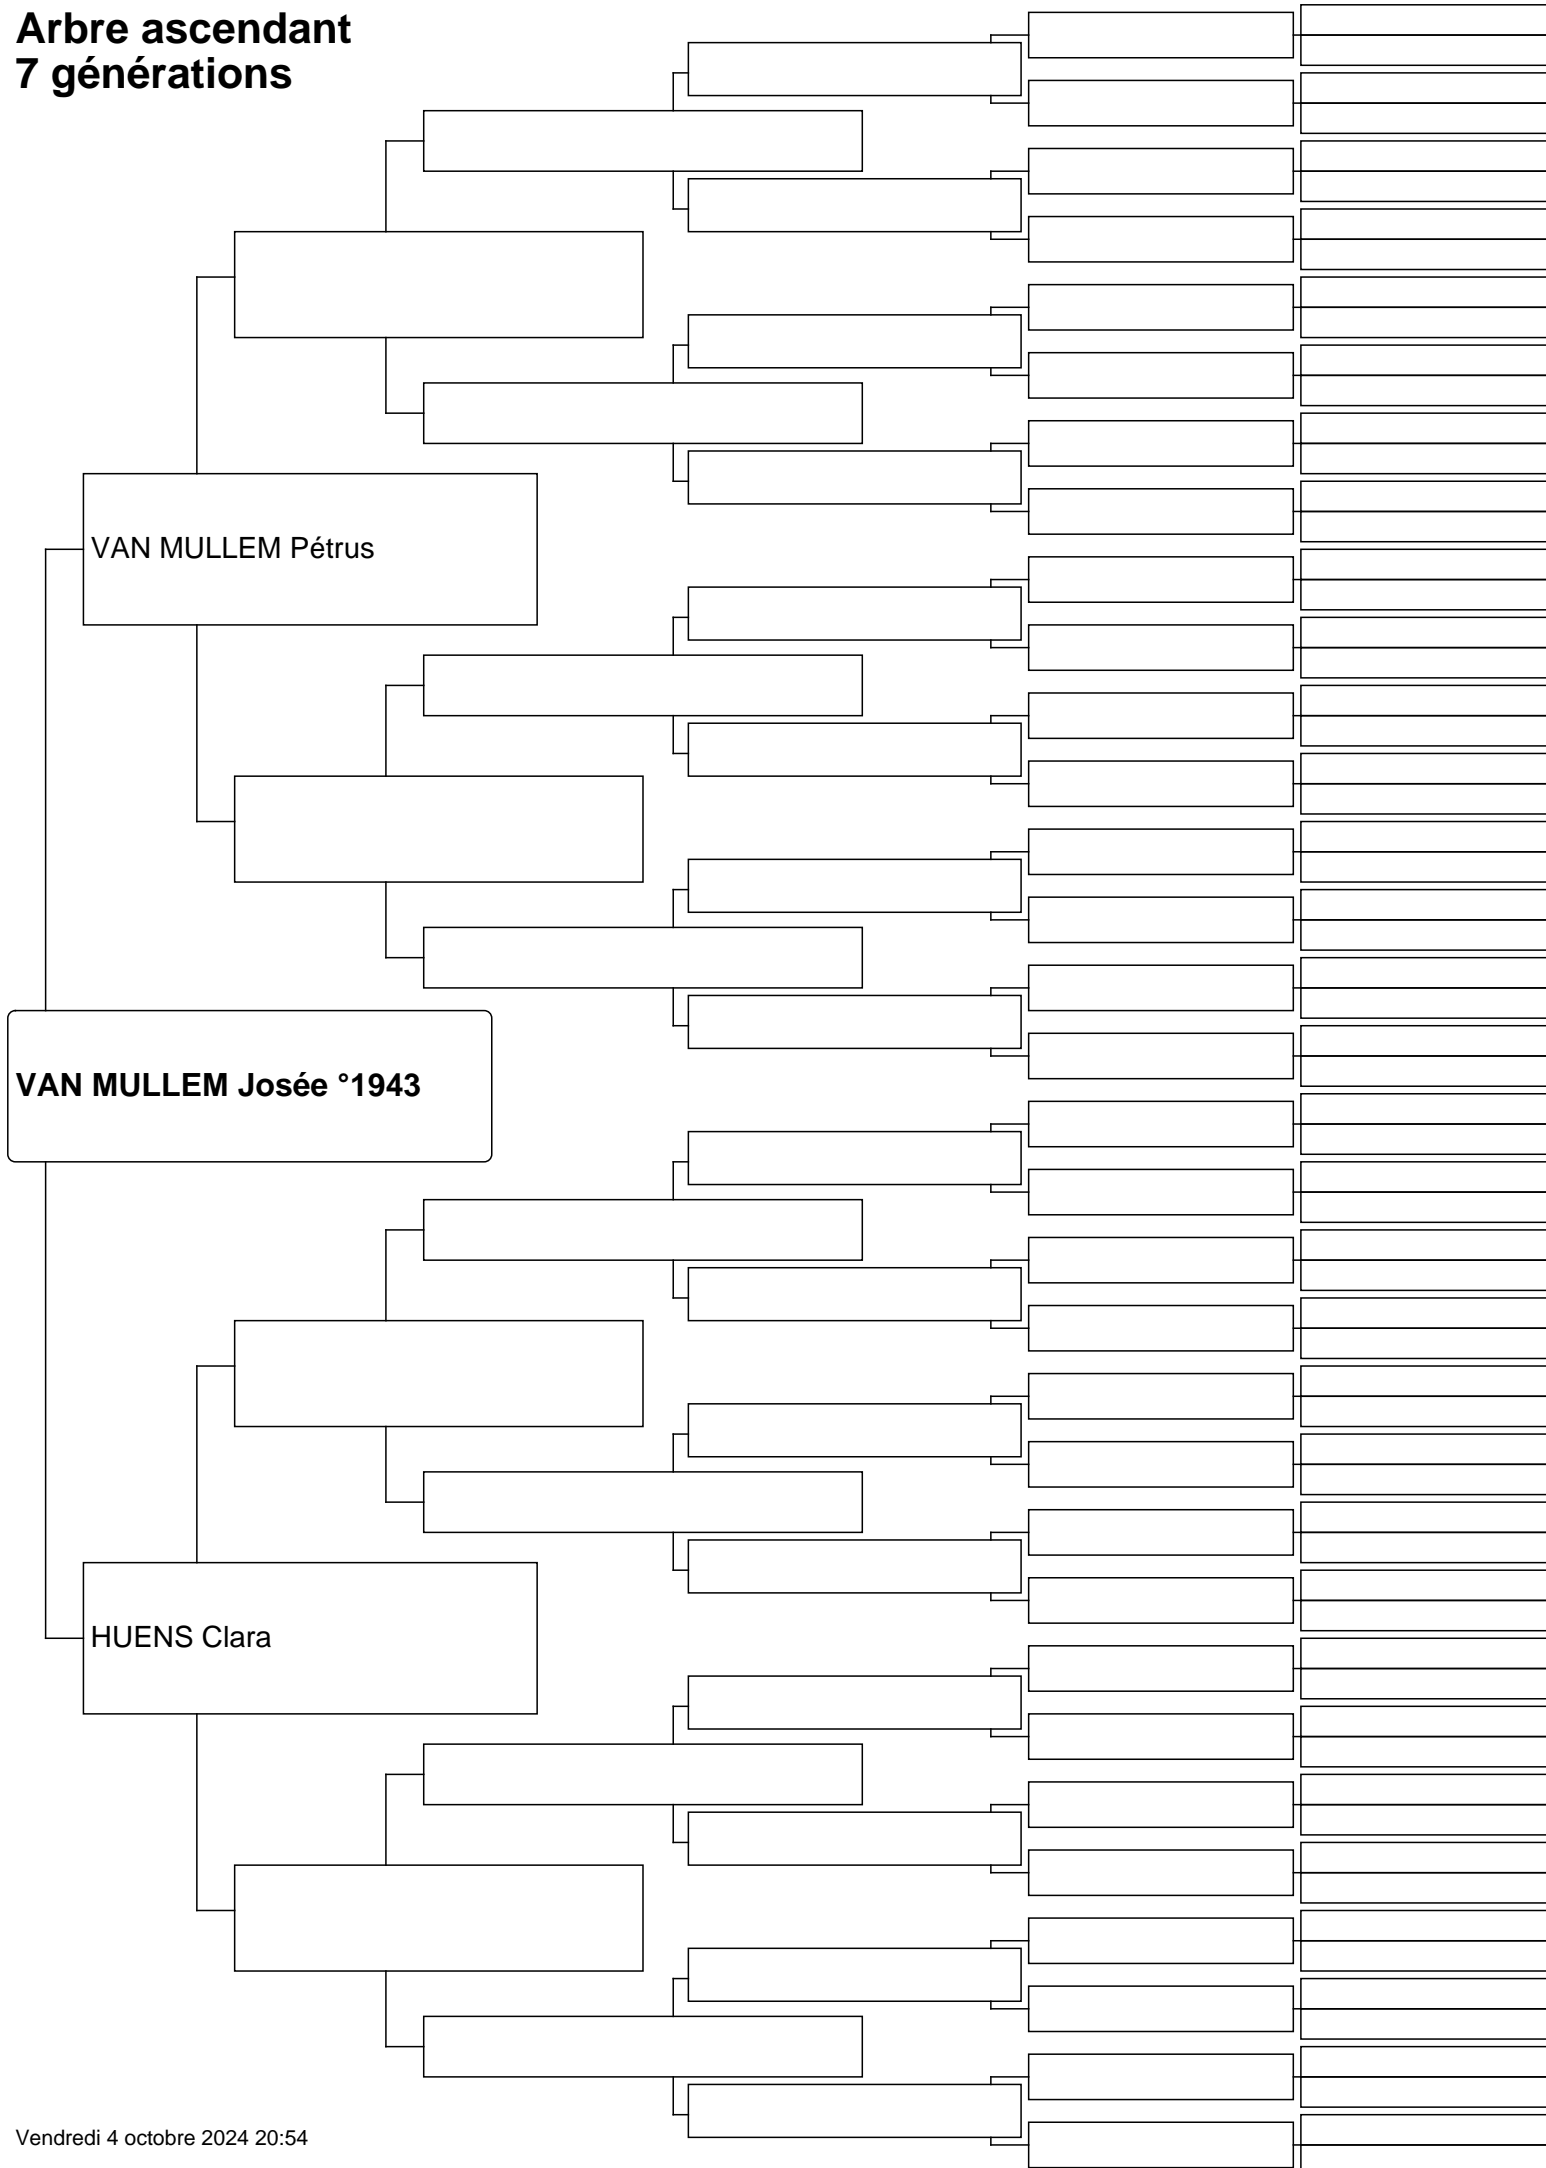 Arbre ascendant
7 générations
VAN MULLEM Pétrus
VAN MULLEM Josée °1943
HUENS Clara
Vendredi 4 octobre 2024 20:54